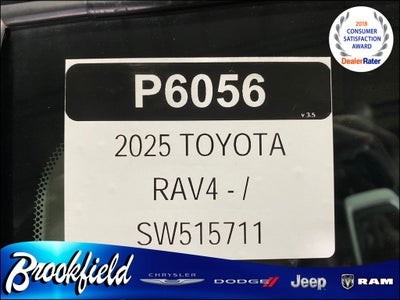 2018
CONSUMER
SATISFACTION
AWARD
DealerRater
P6056
v 3.5
2025 TOYOTA
RAV4 - /
SW515711
Brookfield
CHRYSLER
DODGE
Jeep
RAM